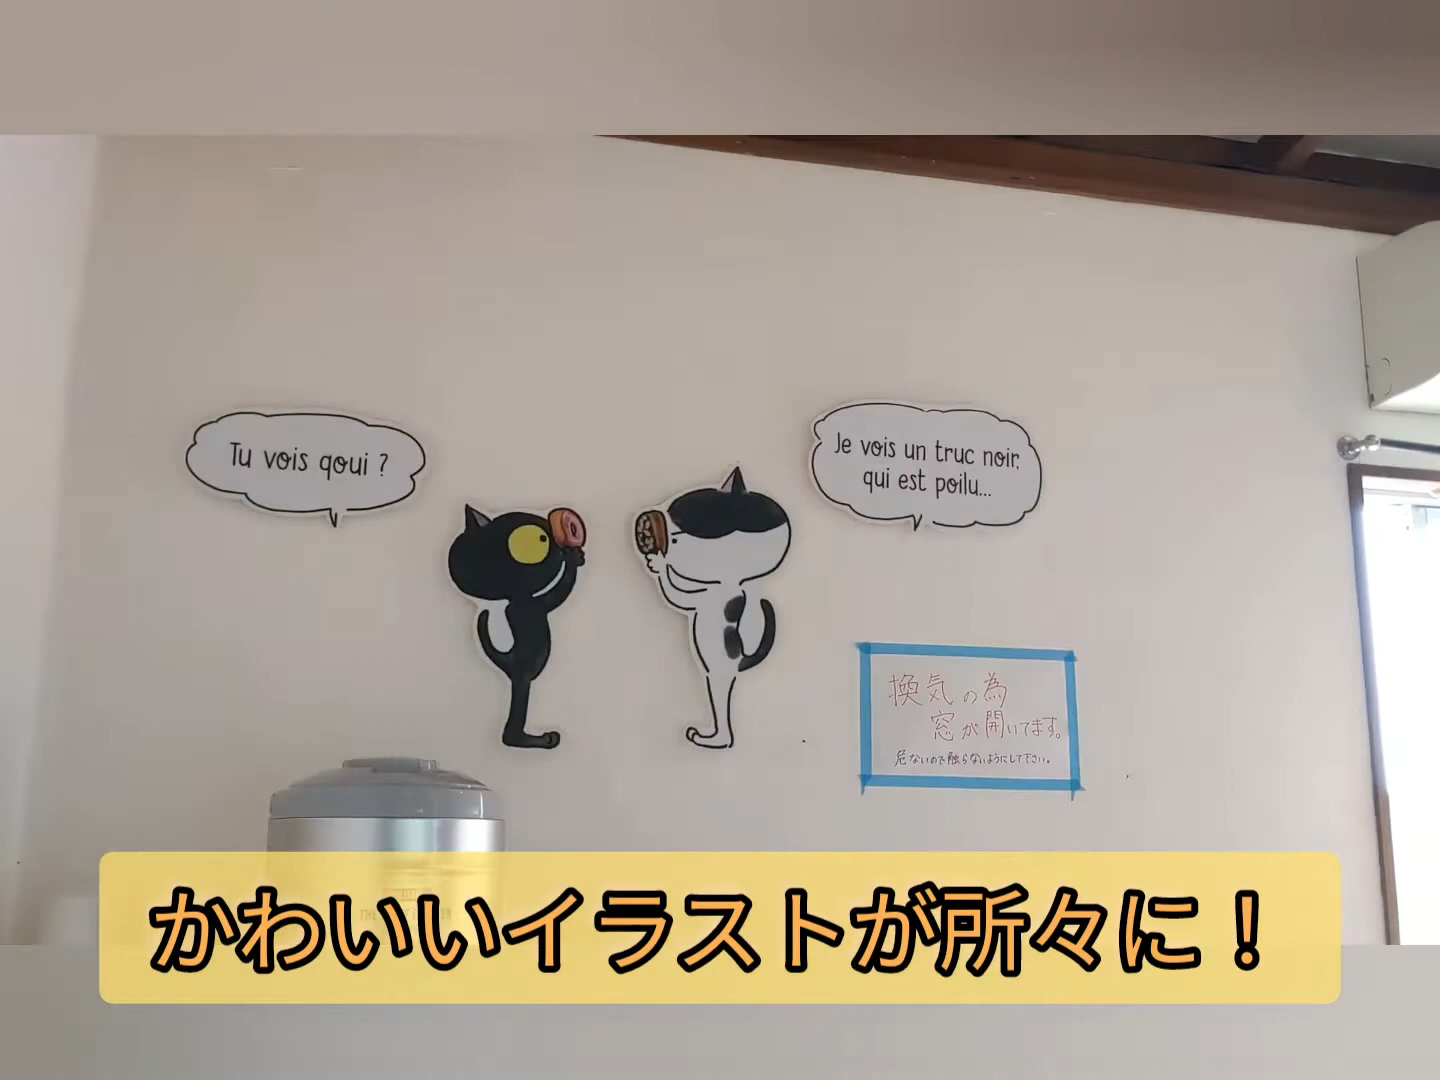 Tu vois qoui ?
Je vois un truc noir,
qui est poilu...
換気の為
窓が開いてます。
危ないので触らないようにして下さい。
かわいいイラストが所々に！